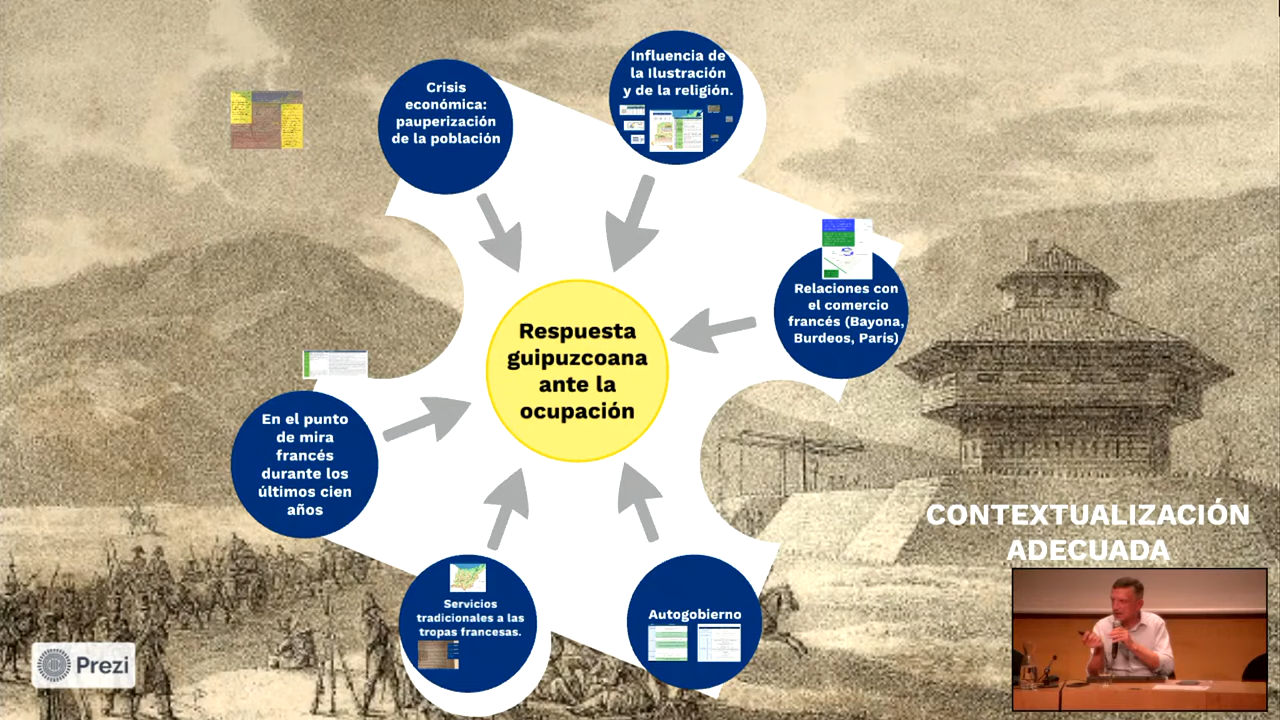 Crisis
económica:
pauperización
de la población
Influencia de
la Ilustración
y de la religión.
Relaciones con
el comercio
francés (Bayona,
Burdeos, París)
Respuesta
guipuzcoana
ante la
ocupación
En el punto
de mira
francés
durante los
últimos cien
años
Servicios
tradicionales a las
tropas francesas.
Autogobierno
CONTEXTUALIZACIÓN
ADECUADA
Prezi